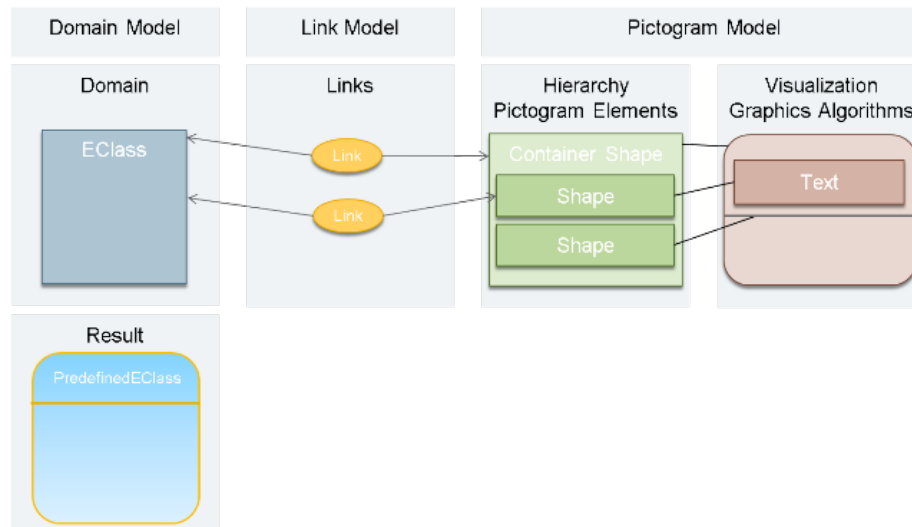 Domain Model
Link Model
Pictogram Model
Domain
Links
Hierarchy
Pictogram Elements
Visualization
Graphics Algorithms
EClass
Link
Link
Container Shape
Shape
Shape
Text
Result
PredefinedEClass